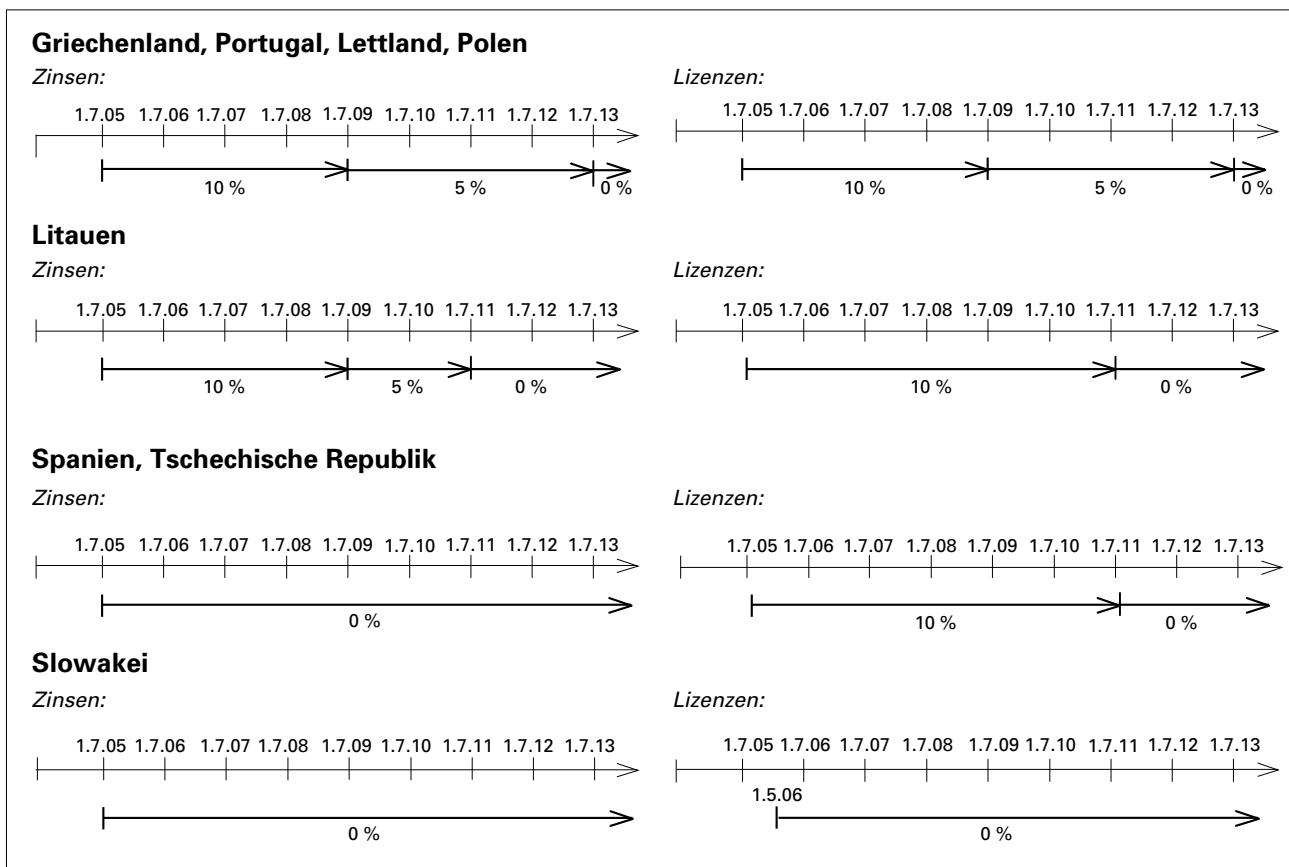 Griechenland, Portugal, Lettland, Polen
Zinsen:
1.7.05 1.7.06 1.7.07 1.7.08 1.7.09 1.7.10 1.7.11 1.7.12 1.7.13
10 % 5 % 0 %
Lizenzen:
1.7.05 1.7.06 1.7.07 1.7.08 1.7.09 1.7.10 1.7.11 1.7.12 1.7.13
10 % 5 % 0 %
Litauen
Zinsen:
1.7.05 1.7.06 1.7.07 1.7.08 1.7.09 1.7.10 1.7.11 1.7.12 1.7.13
10 % 5 % 0 %
Lizenzen:
1.7.05 1.7.06 1.7.07 1.7.08 1.7.09 1.7.10 1.7.11 1.7.12 1.7.13
10 % 0 %
Spanien, Tschechische Republik
Zinsen:
1.7.05 1.7.06 1.7.07 1.7.08 1.7.09 1.7.10 1.7.11 1.7.12 1.7.13
0 %
Lizenzen:
1.7.05 1.7.06 1.7.07 1.7.08 1.7.09 1.7.10 1.7.11 1.7.12 1.7.13
10 % 0 %
Slowakei
Zinsen:
1.7.05 1.7.06 1.7.07 1.7.08 1.7.09 1.7.10 1.7.11 1.7.12 1.7.13
0 %
Lizenzen:
1.7.05 1.7.06 1.7.07 1.7.08 1.7.09 1.7.10 1.7.11 1.7.12 1.7.13
1.5.06
0 %